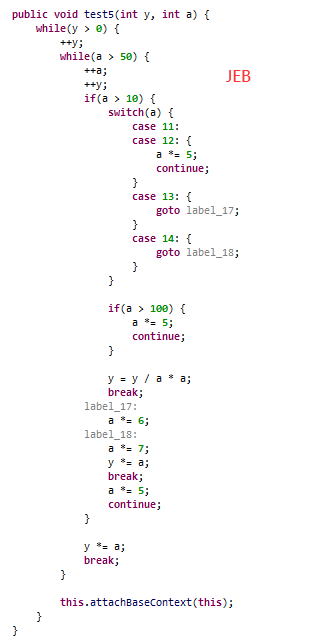 public void test5(int y, int a) {
    while(y > 0) {
        ++y;
        while(a > 50) {
            ++a;
            ++y;
            if(a > 10) {
                switch(a) {
                    case 11:
                    case 12: {
                        a *= 5;
                        continue;
                    }
                    case 13: {
                        goto label_17;
                    }
                    case 14: {
                        goto label_18;
                    }
                }

                if(a > 100) {
                    a *= 5;
                    continue;
                }

                y = y / a * a;
                break;
            label_17:
                a *= 6;
            label_18:
                a *= 7;
                y *= a;
                break;
                a *= 5;
                continue;
            }

            y *= a;
            break;
        }

        this.attachBaseContext(this);
    }
}
JEB